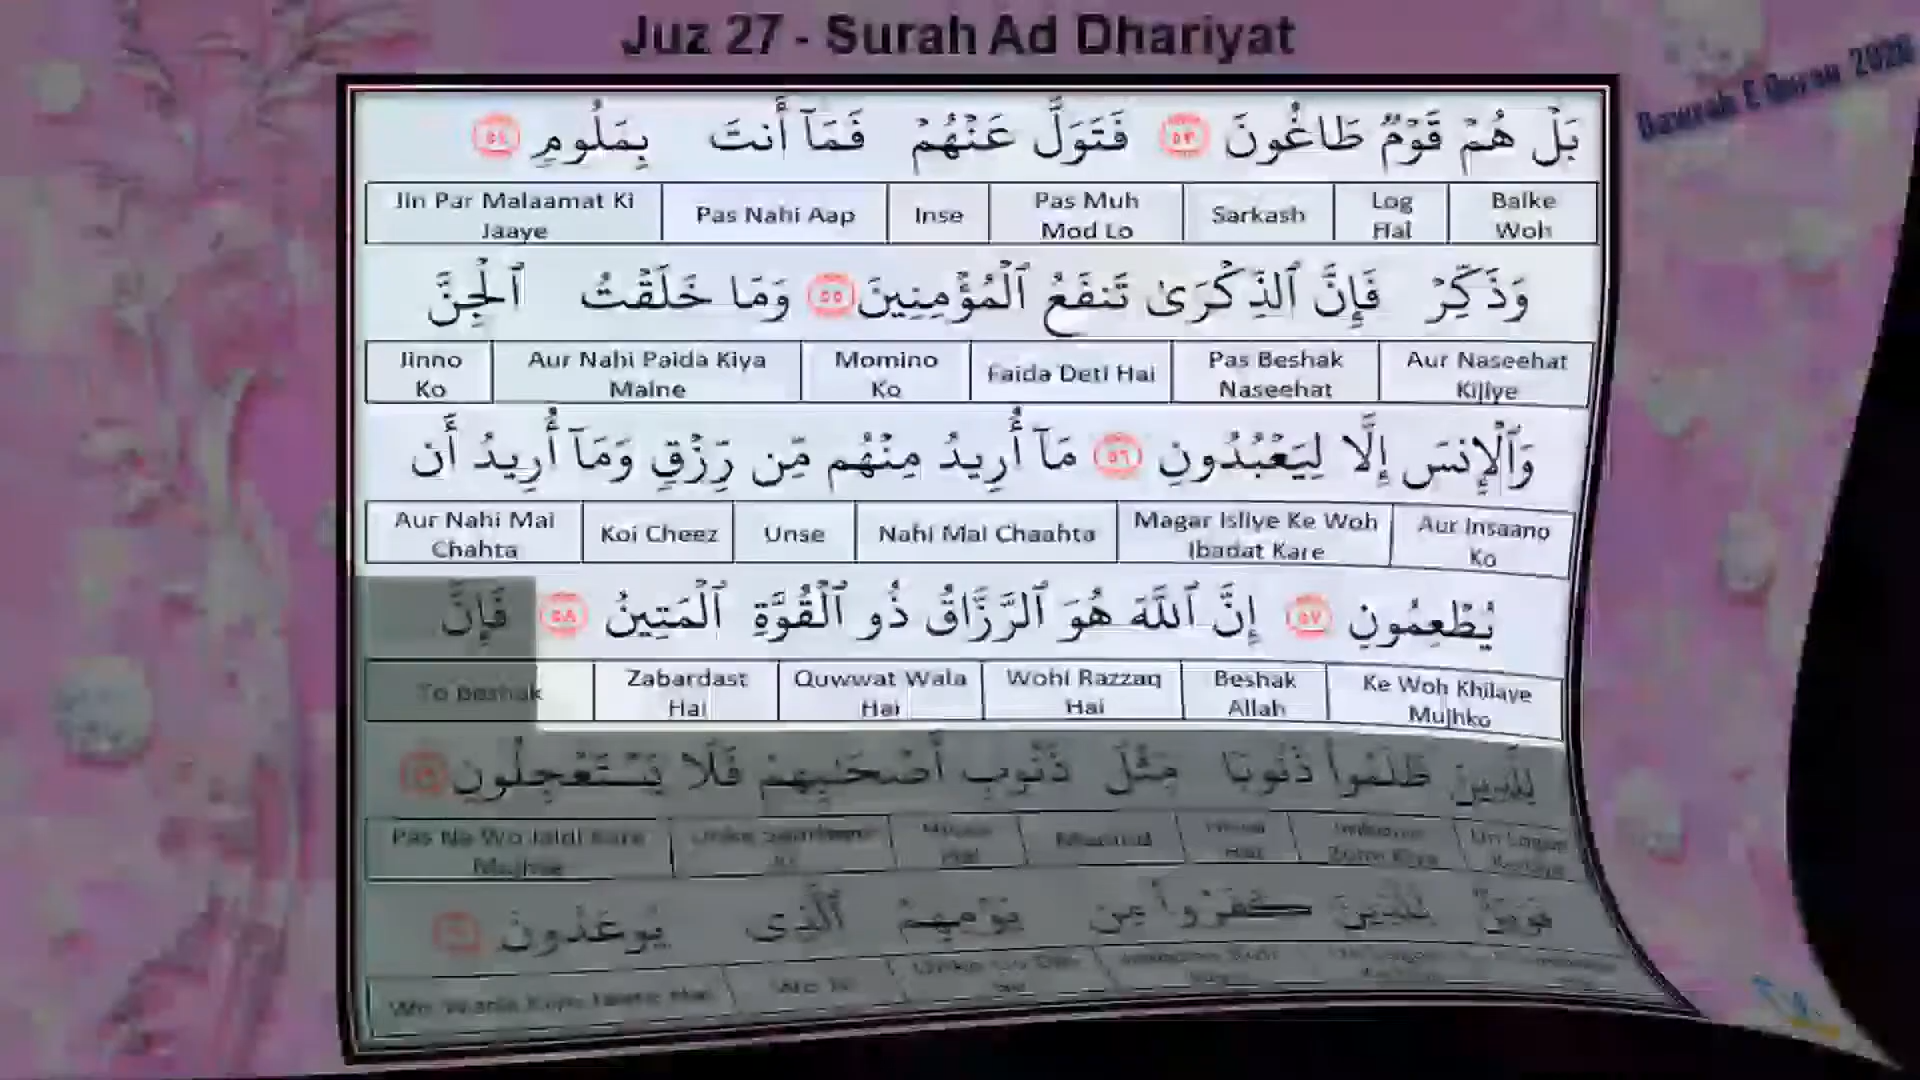 Juz 27 - Surah Ad Dhariyat
Dawrah E Quran 2020
بَلْ هُمْ قَوْمٌ طَاغُونَ ٥٣ فَتَوَلَّ عَنْهُمْ فَمَآ أَنتَ بِمَلُومٍ ٥٤
Balke Woh
Log Hai
Sarkash
Pas Muh Mod Lo
Inse
Pas Nahi Aap
Jin Par Malaamat Ki Jaaye
وَذَكِّرْ فَإِنَّ ٱلذِّكْرَىٰ تَنفَعُ ٱلْمُؤْمِنِينَ ٥٥ وَمَا خَلَقْتُ ٱلْجِنَّ
Aur Naseehat Kijiye
Pas Beshak Naseehat
Faida Deti Hai
Momino Ko
Aur Nahi Paida Kiya Maine
Jinno Ko
وَٱلْإِنسَ إِلَّا لِيَعْبُدُونِ ٥٦ مَآ أُرِيدُ مِنْهُم مِّن رِّزْقٍ وَمَآ أُرِيدُ أَن
Aur Insaano Ko
Magar Isliye Ke Woh Ibadat Kare
Nahi Mai Chaahta
Unse
Koi Cheez
Aur Nahi Mai Chahta
يُطْعِمُونِ ٥٧ إِنَّ ٱللَّهَ هُوَ ٱلرَّزَّاقُ ذُو ٱلْقُوَّةِ ٱلْمَتِينُ ٥٨ فَإِنَّ
Ke Woh Khilaye Mujhko
Beshak Allah
Wohi Razzaq Hai
Quwwat Wala Hai
Zabardast Hai
To Beshak
لِلَّذِينَ ظَلَمُوا۟ ذَنُوبًا مِّثْلَ ذَنُوبِ أَصْحَـٰبِهِمْ فَلَا يَسْتَعْجِلُونِ ٥٩
Pas Na Wo Jaldi Kare Mujhse
فَوَيْلٌ لِّلَّذِينَ كَفَرُوا۟ مِن يَوْمِهِمُ ٱلَّذِى يُوعَدُونَ ٦٠